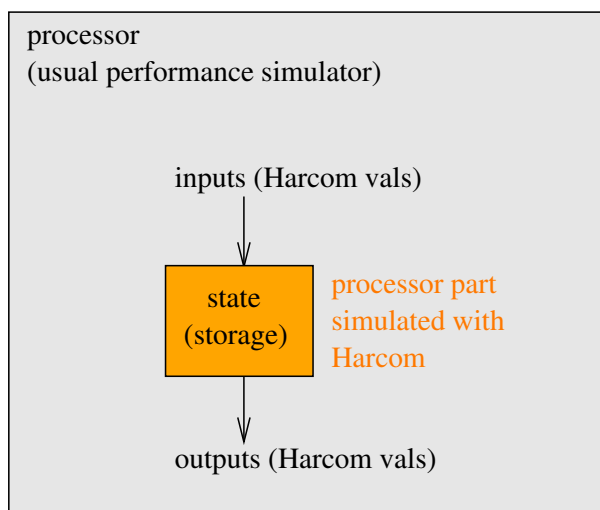 processor
(usual performance simulator)
inputs (Harcom vals)
state
(storage)
processor part
simulated with
Harcom
outputs (Harcom vals)